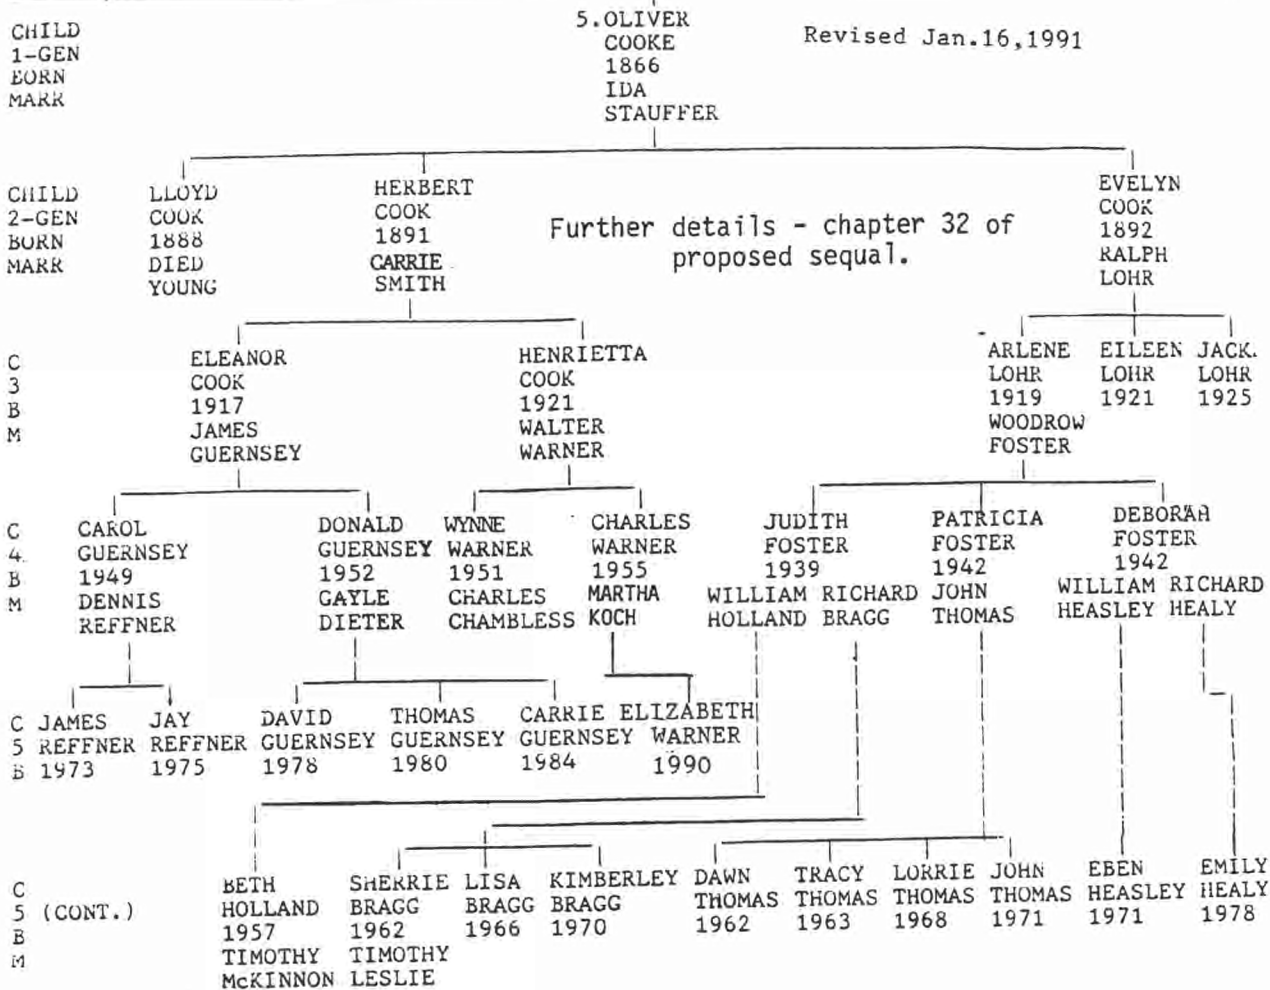 5.OLIVER
CHILD COOKE Revised Jan.16,1991
1-GEN 1866
BORN IDA
MARR STAUFFER
CHILD LLOYD HERBERT EVELYN
2-GEN COOK COOK COOK
BORN 1888 1891 1892
MARR DIED CARRIE RALPH
YOUNG SMITH LOHR
Further details - chapter 32 of
proposed sequal.
C ELEANOR HENRIETTA ARLENE EILEEN JACK.
3 COOK COOK LOHR LOHR LOHR
B 1917 1921 1919 1921 1925
M JAMES WALTER WOODROW
GUERNSEY WARNER FOSTER
C CAROL DONALD WYNNE CHARLES JUDITH PATRICIA DEBORAH
4 GUERNSEY GUERNSEY WARNER WARNER FOSTER FOSTER FOSTER
B 1949 1952 1951 1955 1939 1942 1942
M DENNIS GAYLE CHARLES MARTHA WILLIAM RICHARD JOHN WILLIAM RICHARD
REFFNER DIETER CHAMBLESS KOCH HOLLAND BRAGG THOMAS HEASLEY HEALY
C JAMES JAY DAVID THOMAS CARRIE ELIZABETH
5 REFFNER REFFNER GUERNSEY GUERNSEY GUERNSEY WARNER
B 1973 1975 1978 1980 1984 1990
C BETH SHERRIE LISA KIMBERLEY DAWN TRACY LORRIE JOHN EBEN EMILY
5 (CONT.) HOLLAND BRAGG BRAGG BRAGG THOMAS THOMAS THOMAS THOMAS HEASLEY HEALY
B 1957 1962 1966 1970 1962 1963 1968 1971 1971 1978
M TIMOTHY TIMOTHY
McKINNON LESLIE